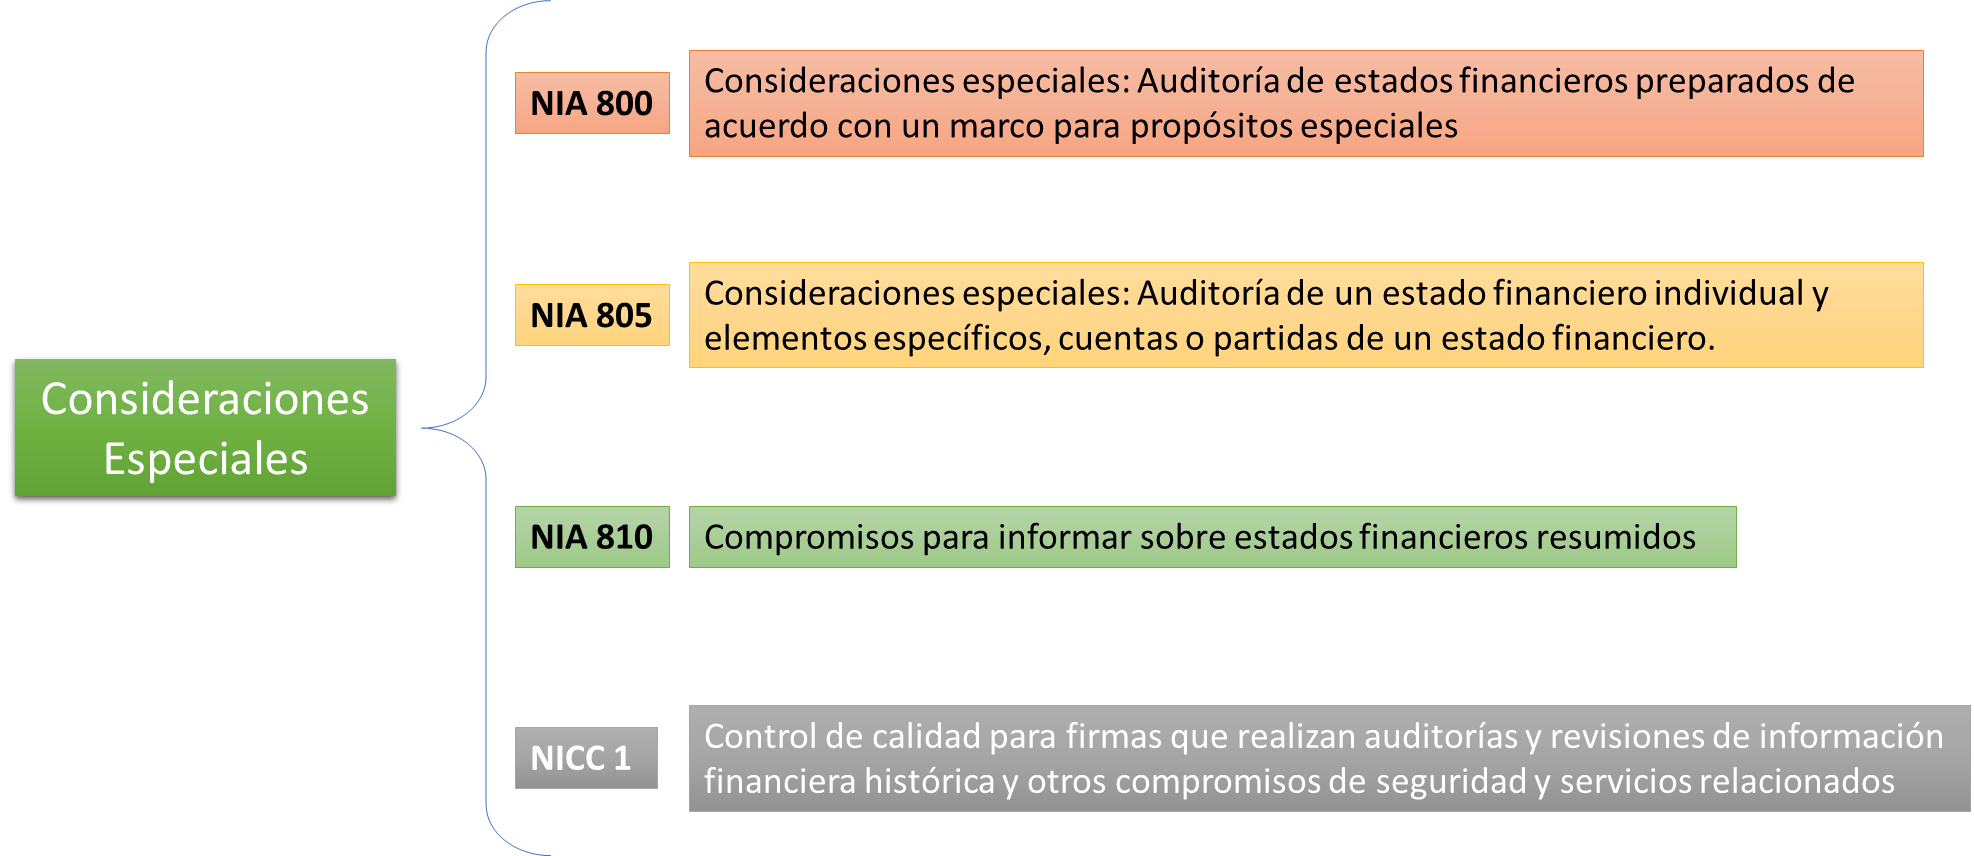 Consideraciones
Especiales
NIA 800
Consideraciones especiales: Auditoría de estados financieros preparados de
acuerdo con un marco para propósitos especiales
NIA 805
Consideraciones especiales: Auditoría de un estado financiero individual y
elementos específicos, cuentas o partidas de un estado financiero.
NIA 810
Compromisos para informar sobre estados financieros resumidos
NICC 1
Control de calidad para firmas que realizan auditorías y revisiones de información
financiera histórica y otros compromisos de seguridad y servicios relacionados